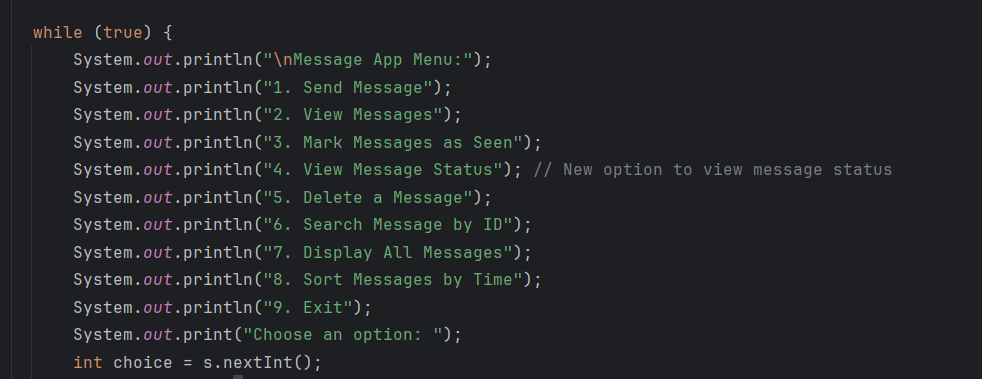 while (true) {
System.out.println("\nMessage App Menu:");
System.out.println("1. Send Message");
System.out.println("2. View Messages");
System.out.println("3. Mark Messages as Seen");
System.out.println("4. View Message Status"); // New option to view message status
System.out.println("5. Delete a Message");
System.out.println("6. Search Message by ID");
System.out.println("7. Display All Messages");
System.out.println("8. Sort Messages by Time");
System.out.println("9. Exit");
System.out.print("Choose an option: ");
int choice = s.nextInt();